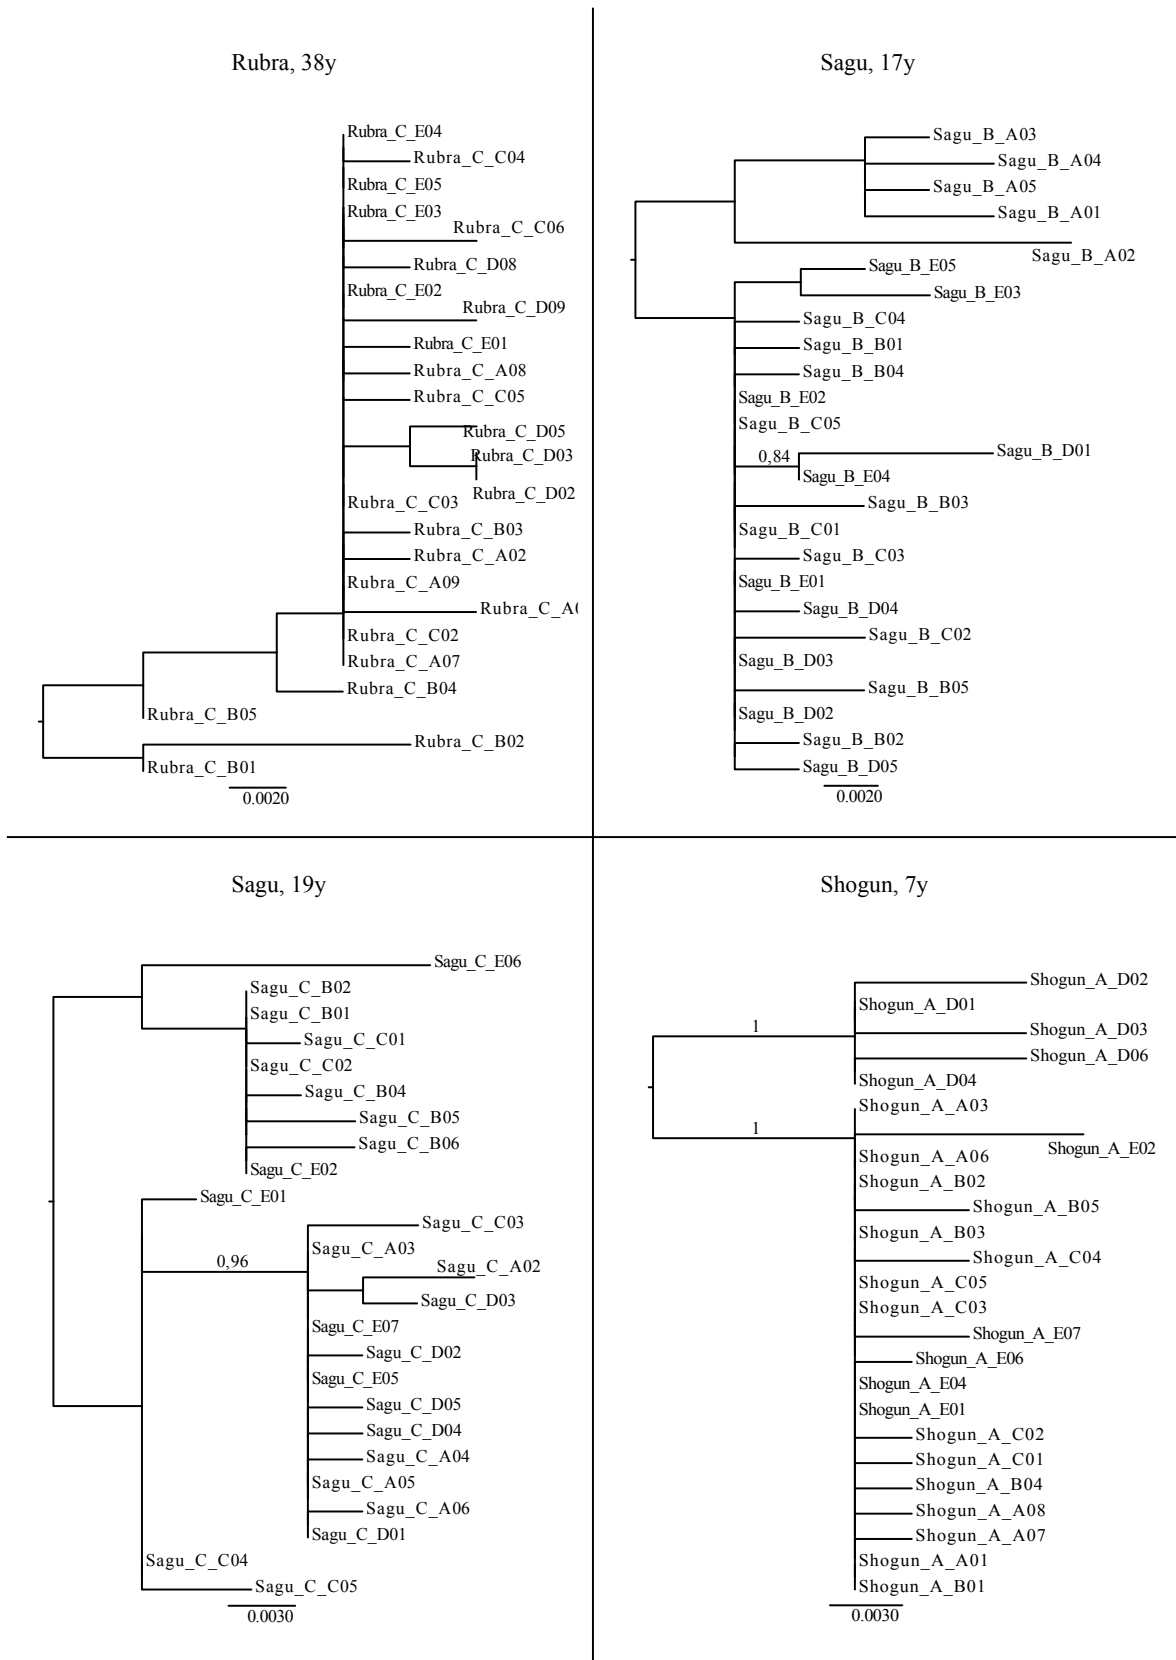 Rubra, 38y
Rubra_C_E04
Rubra_C_C04
Rubra_C_E05
Rubra_C_E03
Rubra_C_C06
Rubra_C_D08
Rubra_C_E02
Rubra_C_D09
Rubra_C_E01
Rubra_C_A08
Rubra_C_C05
Rubra_C_D05
Rubra_C_D03
Rubra_C_D02
Rubra_C_C03
Rubra_C_B03
Rubra_C_A02
Rubra_C_A09
Rubra_C_C02
Rubra_C_A07
Rubra_C_B04
Rubra_C_B05
Rubra_C_B02
Rubra_C_B01
0.0020
Sagu, 17y
Sagu_B_A03
Sagu_B_A04
Sagu_B_A05
Sagu_B_A01
Sagu_B_A02
Sagu_B_E05
Sagu_B_E03
Sagu_B_C04
Sagu_B_B01
Sagu_B_B04
Sagu_B_E02
Sagu_B_C05
Sagu_B_D01
0,84
Sagu_B_E04
Sagu_B_B03
Sagu_B_C01
Sagu_B_C03
Sagu_B_E01
Sagu_B_D04
Sagu_B_C02
Sagu_B_D03
Sagu_B_B05
Sagu_B_D02
Sagu_B_B02
Sagu_B_D05
0.0020
Sagu, 19y
Sagu_C_E06
Sagu_C_B02
Sagu_C_B01
Sagu_C_C01
Sagu_C_C02
Sagu_C_B04
Sagu_C_B05
Sagu_C_B06
Sagu_C_E02
Sagu_C_E01
Sagu_C_C03
Sagu_C_A03
0,96
Sagu_C_A02
Sagu_C_D03
Sagu_C_E07
Sagu_C_D02
Sagu_C_E05
Sagu_C_D05
Sagu_C_D04
Sagu_C_A04
Sagu_C_A05
Sagu_C_A06
Sagu_C_D01
Sagu_C_C04
Sagu_C_C05
0.0030
Shogun, 7y
Shogun_A_D02
Shogun_A_D01
1
Shogun_A_D03
Shogun_A_D06
Shogun_A_D04
Shogun_A_A03
1
Shogun_A_E02
Shogun_A_A06
Shogun_A_B02
Shogun_A_B05
Shogun_A_B03
Shogun_A_C04
Shogun_A_C05
Shogun_A_C03
Shogun_A_E07
Shogun_A_E06
Shogun_A_E04
Shogun_A_E01
Shogun_A_C02
Shogun_A_C01
Shogun_A_B04
Shogun_A_A08
Shogun_A_A07
Shogun_A_A01
Shogun_A_B01
0.0030